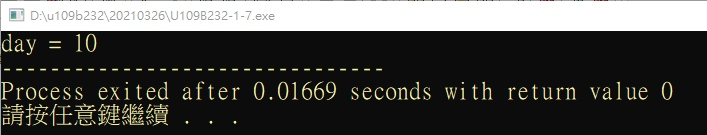 D:\u109b232\20210326\U109B232-1-7.exe
day = 10
--------------------------------
Process exited after 0.01669 seconds with return value 0
請按任意鍵繼續 . . .